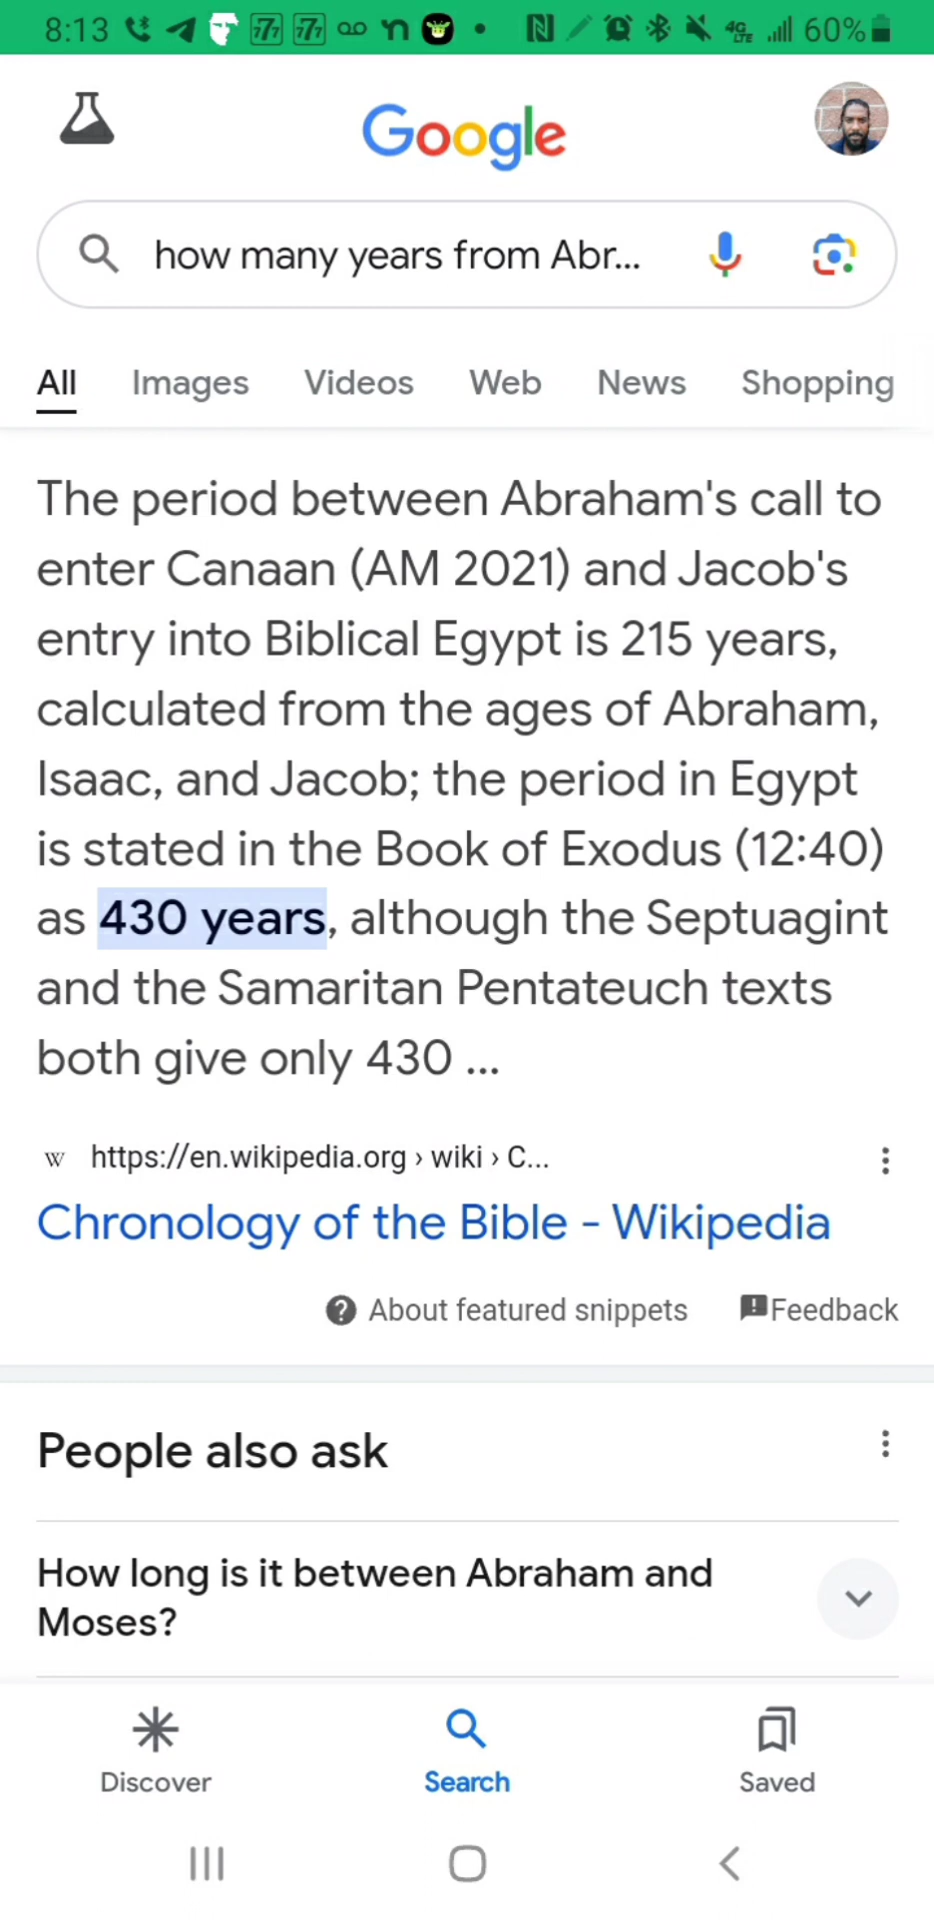 8:13 60%
Google
how many years from Abr...
All Images Videos Web News Shopping
The period between Abraham's call to
enter Canaan (AM 2021) and Jacob's
entry into Biblical Egypt is 215 years,
calculated from the ages of Abraham,
Isaac, and Jacob; the period in Egypt
is stated in the Book of Exodus (12:40)
as 430 years, although the Septuagint
and the Samaritan Pentateuch texts
both give only 430 ...
W https://en.wikipedia.org › wiki › C...
Chronology of the Bible - Wikipedia
About featured snippets Feedback
People also ask
How long is it between Abraham and
Moses?
Discover Search Saved